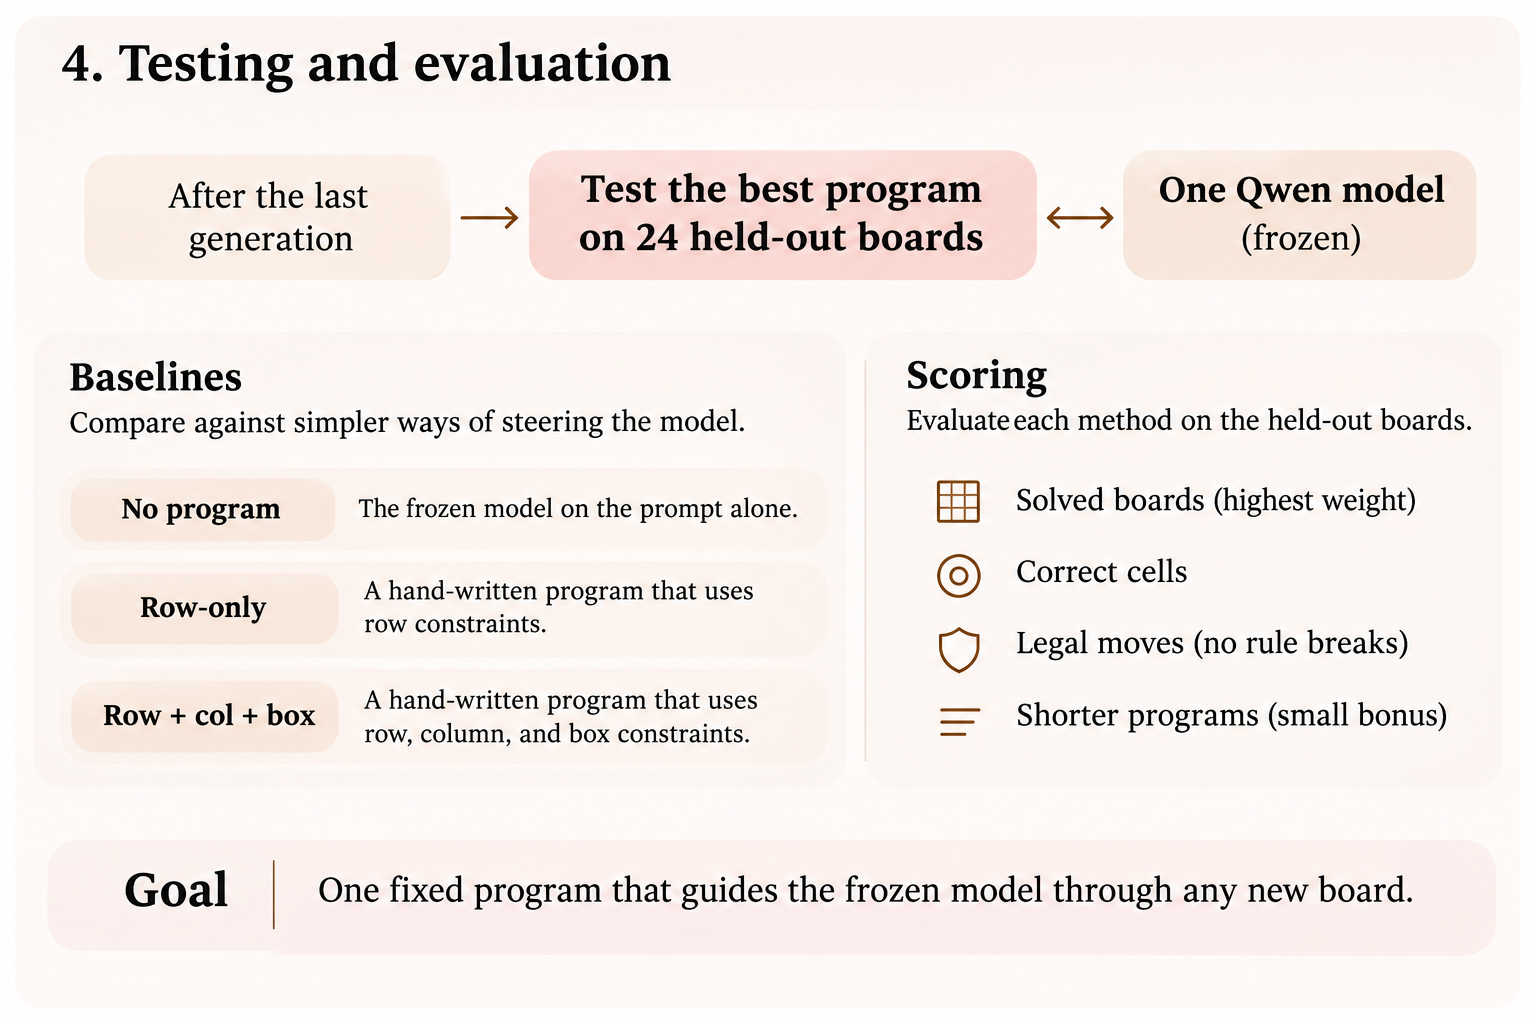 4. Testing and evaluation
After the last
generation
Test the best program
on 24 held-out boards
One Qwen model
(frozen)
Baselines
Compare against simpler ways of steering the model.
No program
The frozen model on the prompt alone.
Row-only
A hand-written program that uses
row constraints.
Row + col + box
A hand-written program that uses
row, column, and box constraints.
Scoring
Evaluate each method on the held-out boards.
Solved boards (highest weight)
Correct cells
Legal moves (no rule breaks)
Shorter programs (small bonus)
Goal
One fixed program that guides the frozen model through any new board.